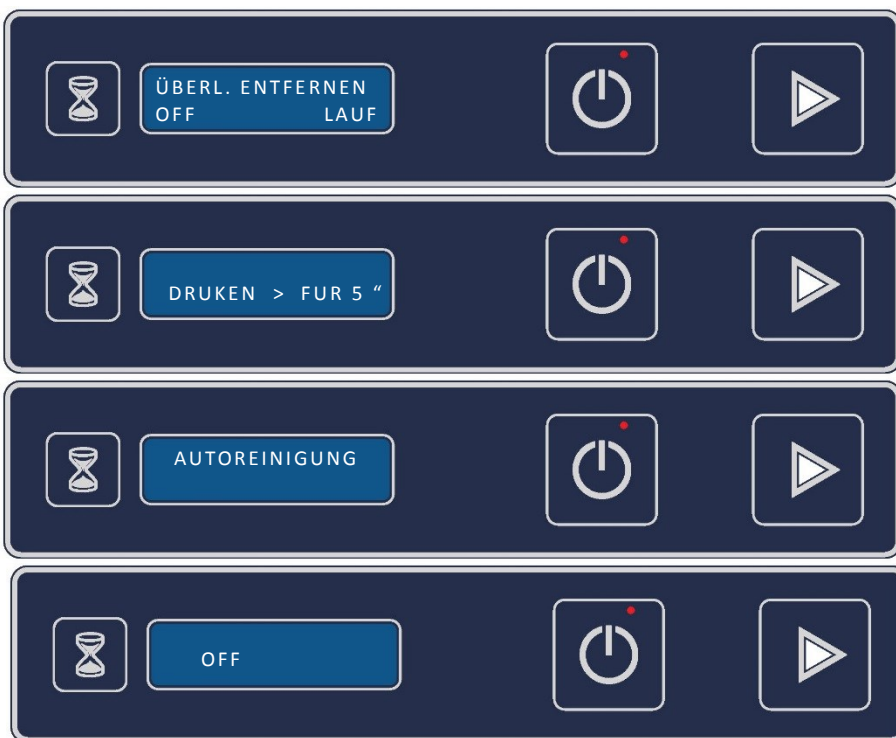 ÜBERL. ENTFERNEN
OFF LAUF
DRUKEN > FUR 5 “
AUTOREINIGUNG
OFF